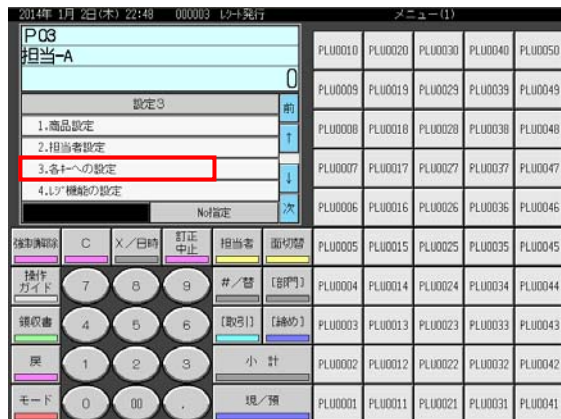 2014年 1月 2日(木) 22:48 000003 レシート発行 メニュー(1)
P03
担当-A
0
設定3
前
1.商品設定
↑
2.担当者設定
3.各キーへの設定
↓
4.レジ機能の設定
No指定
次
強制解除 C X/日時 訂正中止 担当者 面切替
操作ガイド 7 8 9 #/替 [部門]
領収書 4 5 6 [取引] [締め]
戻 1 2 3 小 計
モード 0 00 . 現/預
PLU0010 PLU0020 PLU0030 PLU0040 PLU0050
PLU0009 PLU0019 PLU0029 PLU0039 PLU0049
PLU0008 PLU0018 PLU0028 PLU0038 PLU0048
PLU0007 PLU0017 PLU0027 PLU0037 PLU0047
PLU0006 PLU0016 PLU0026 PLU0036 PLU0046
PLU0005 PLU0015 PLU0025 PLU0035 PLU0045
PLU0004 PLU0014 PLU0024 PLU0034 PLU0044
PLU0003 PLU0013 PLU0023 PLU0033 PLU0043
PLU0002 PLU0012 PLU0022 PLU0032 PLU0042
PLU0001 PLU0011 PLU0021 PLU0031 PLU0041